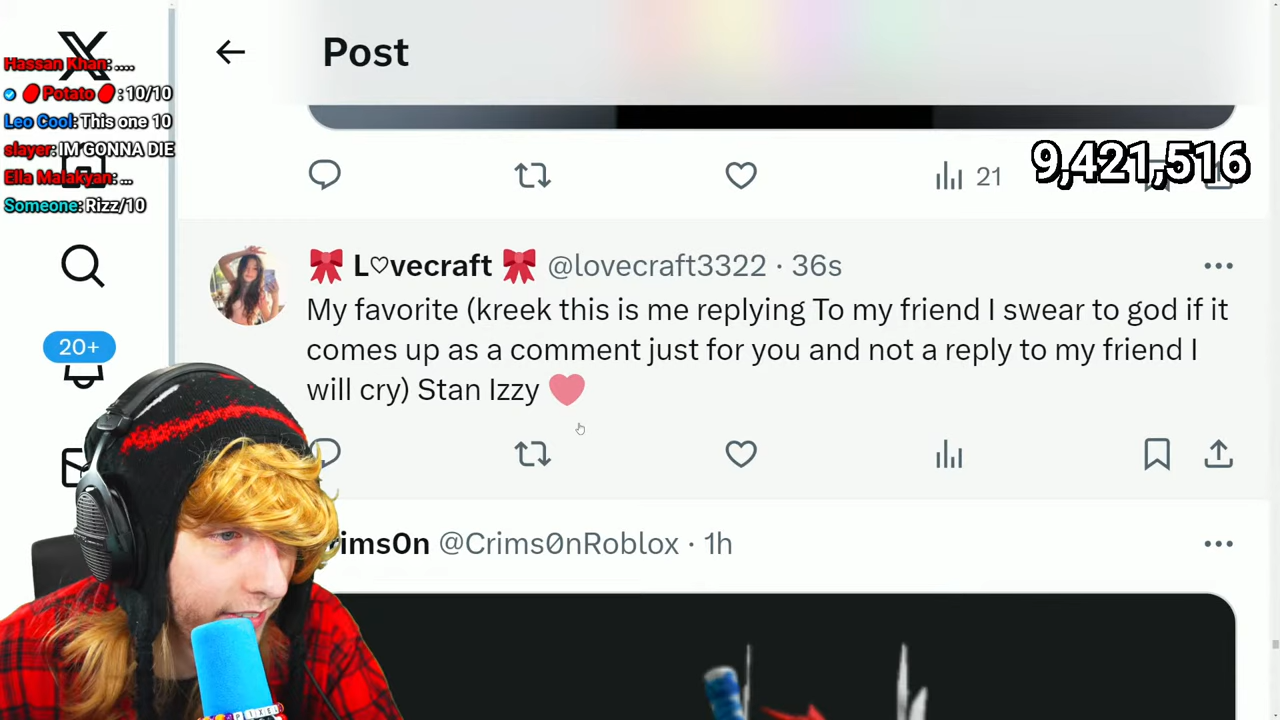 Post
Hassan Khan: ....
Potato : 10/10
Leo Cool: This one 10
slayer: IM GONNA DIE
Ella Malakyan: ...
Someone: Rizz/10
21
9,421,516
L♡vecraft @lovecraft3322 · 36s
My favorite (kreek this is me replying To my friend I swear to god if it
comes up as a comment just for you and not a reply to my friend I
will cry) Stan Izzy
20+
ims0n @Crims0nRoblox · 1h